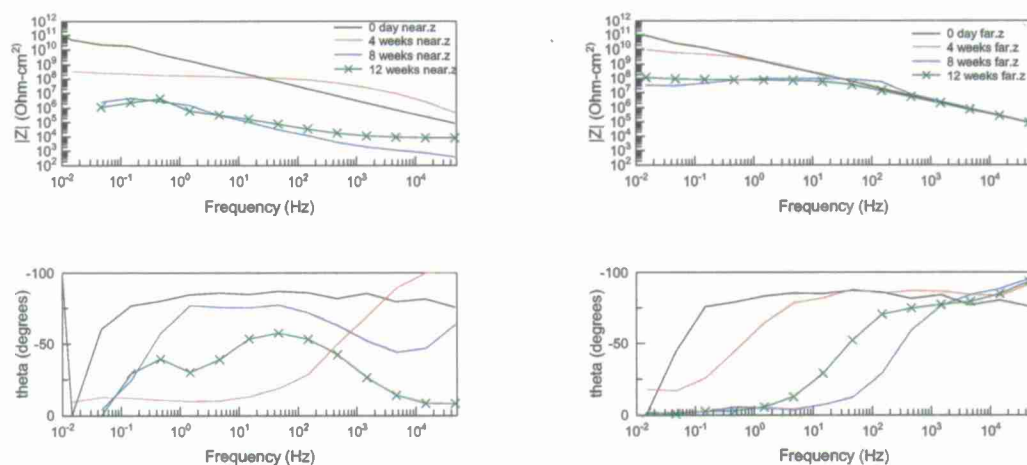 10¹²
10¹¹
10¹⁰
10⁹
10⁸
10⁷
10⁶
10⁵
10⁴
10³
10²
|Z| (Ohm-cm²)
0 day near.z
4 weeks near.z
8 weeks near.z
12 weeks near.z
10⁻² 10⁻¹ 10⁰ 10¹ 10² 10³ 10⁴
Frequency (Hz)
10¹²
10¹¹
10¹⁰
10⁹
10⁸
10⁷
10⁶
10⁵
10⁴
10³
10²
|Z| (Ohm-cm²)
0 day far.z
4 weeks far.z
8 weeks far.z
12 weeks far.z
10⁻² 10⁻¹ 10⁰ 10¹ 10² 10³ 10⁴
Frequency (Hz)
-100
-50
0
theta (degrees)
10⁻² 10⁻¹ 10⁰ 10¹ 10² 10³ 10⁴
Frequency (Hz)
-100
-50
0
theta (degrees)
10⁻² 10⁻¹ 10⁰ 10¹ 10² 10³ 10⁴
Frequency (Hz)